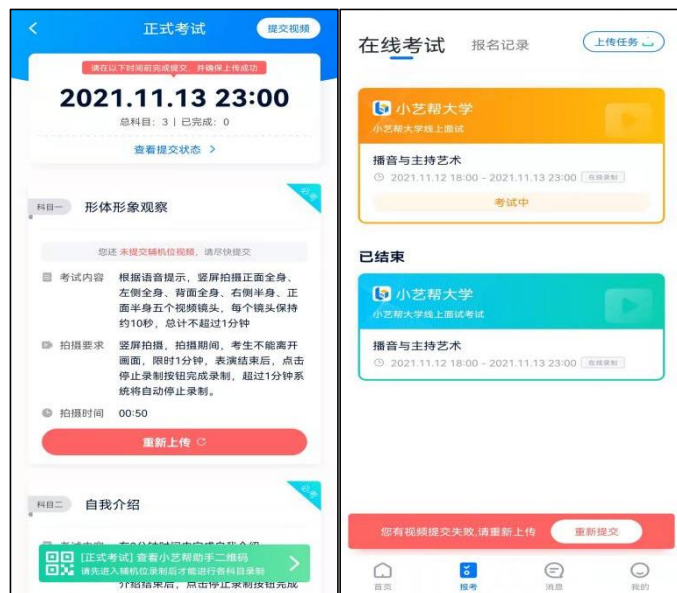 正式考试
提交视频
请在以下时间前完成提交，并确保上传成功
2021.11.13 23:00
总科目：3 | 已完成：0
查看提交状态 >
科目一
形体形象观察
必考
您还 未提交辅机位视频，请尽快提交
考试内容
根据语音提示，竖屏拍摄正面全身、
左侧全身、背面全身、右侧半身、正
面半身五个视频镜头，每个镜头保持
约10秒，总计不超过1分钟
拍摄要求
竖屏拍摄，拍摄期间，考生不能离开
画面，限时1分钟，表演结束后，点击
停止录制按钮完成录制，超过1分钟系
统将自动停止录制。
拍摄时间
00:50
重新上传
科目二
自我介绍
必考
[正式考试] 查看小艺帮助手二维码
请先进入辅机位录制后才能进行各科目录制
介绍结束后，点击停止录制按钮完成
在线考试
报名记录
上传任务
小艺帮大学
小艺帮大学线上面试
播音与主持艺术
2021.11.12 18:00 - 2021.11.13 23:00 在线录制
考试中
已结束
小艺帮大学
小艺帮大学线上面试考试
播音与主持艺术
2021.11.12 18:00 - 2021.11.13 23:00 在线录制
您有视频提交失败,请重新上传
重新提交
首页
报考
消息
我的